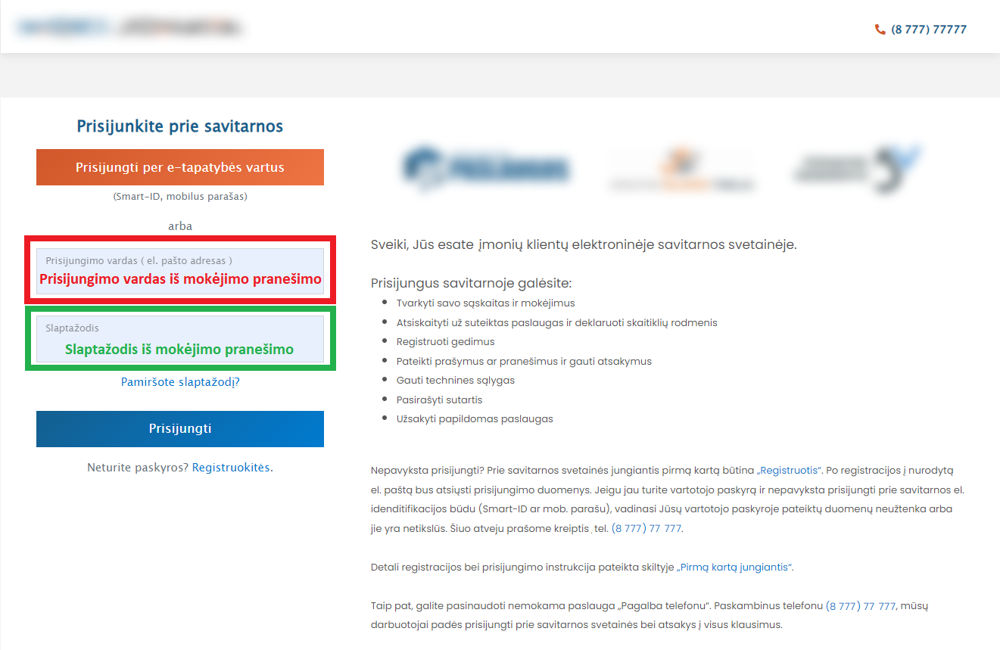 (8 777) 77777
Prisijunkite prie savitarnos
Prisijungti per e-tapatybės vartus
(Smart-ID, mobilus parašas)
arba
Prisijungimo vardas ( el. pašto adresas )
Prisijungimo vardas iš mokėjimo pranešimo
Slaptažodis
Slaptažodis iš mokėjimo pranešimo
Pamiršote slaptažodį?
Prisijungti
Neturite paskyros? Registruokitės.
Sveiki, Jūs esate įmonių klientų elektroninėje savitarnos svetainėje.
Prisijungus savitarnoje galėsite:
Tvarkyti savo sąskaitas ir mokėjimus
Atsiskaityti už suteiktas paslaugas ir deklaruoti skaitiklių rodmenis
Registruoti gedimus
Pateikti prašymus ar pranešimus ir gauti atsakymus
Gauti technines sąlygas
Pasirašyti sutartis
Užsakyti papildomas paslaugas
Nepavyksta prisijungti? Prie savitarnos svetainės jungiantis pirmą kartą būtina „Registruotis“. Po registracijos į nurodytą
el. paštą bus atsiųsti prisijungimo duomenys. Jeigu jau turite vartotojo paskyrą ir nepavyksta prisijungti prie savitarnos el.
idenditifikacijos būdu (Smart-ID ar mob. parašu), vadinasi Jūsų vartotojo paskyroje pateiktų duomenų neužtenka arba
jie yra netikslūs. Šiuo atveju prašome kreiptis , tel. (8 777) 77 777.
Detali registracijos bei prisijungimo instrukcija pateikta skiltyje „Pirmą kartą jungiantis“.
Taip pat, galite pasinaudoti nemokama paslauga „Pagalba telefonu“. Paskambinus telefonu (8 777) 77 777, mūsų
darbuotojai padės prisijungti prie savitarnos svetainės bei atsakys į visus klausimus.